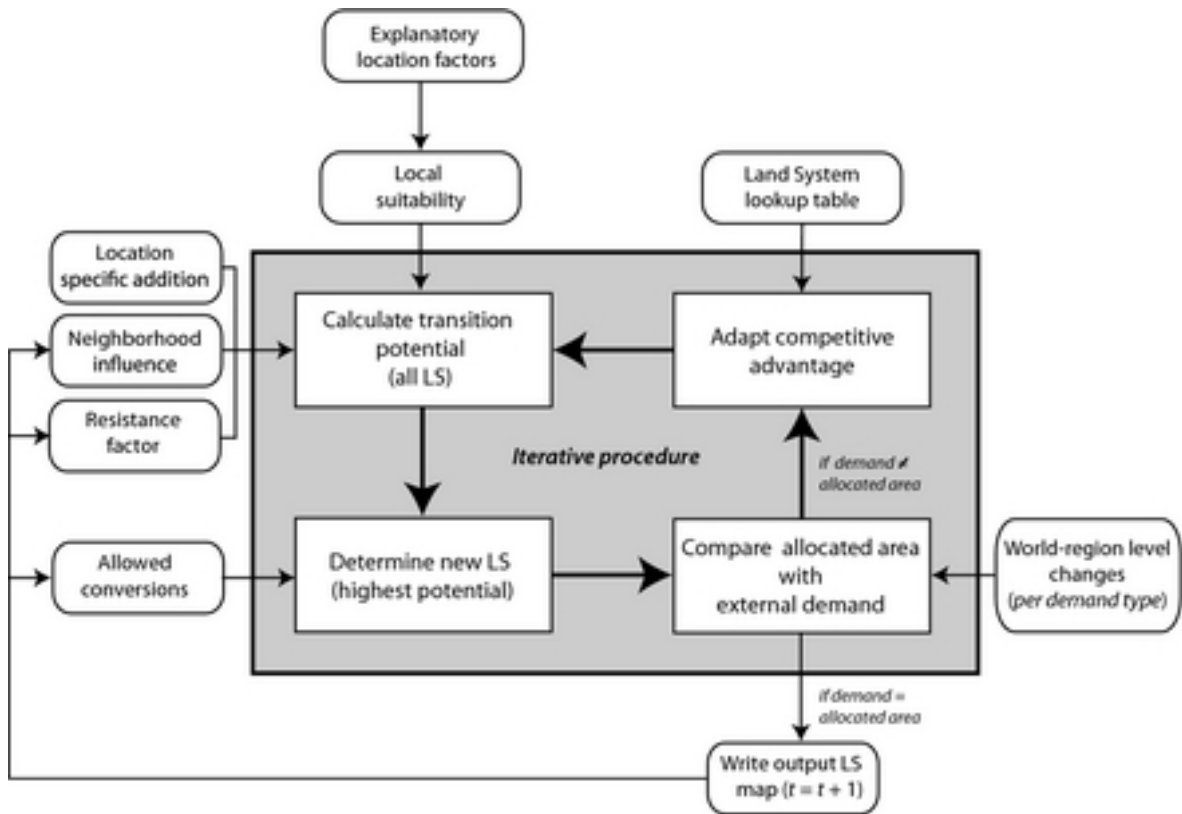 Explanatory
location factors
Local
suitability
Land System
lookup table
Location
specific addition
Neighborhood
influence
Resistance
factor
Calculate transition
potential
(all LS)
Adapt competitive
advantage
Iterative procedure
if demand ≠
allocated area
Allowed
conversions
Determine new LS
(highest potential)
Compare allocated area
with
external demand
World-region level
changes
(per demand type)
if demand =
allocated area
Write output LS
map (t = t + 1)